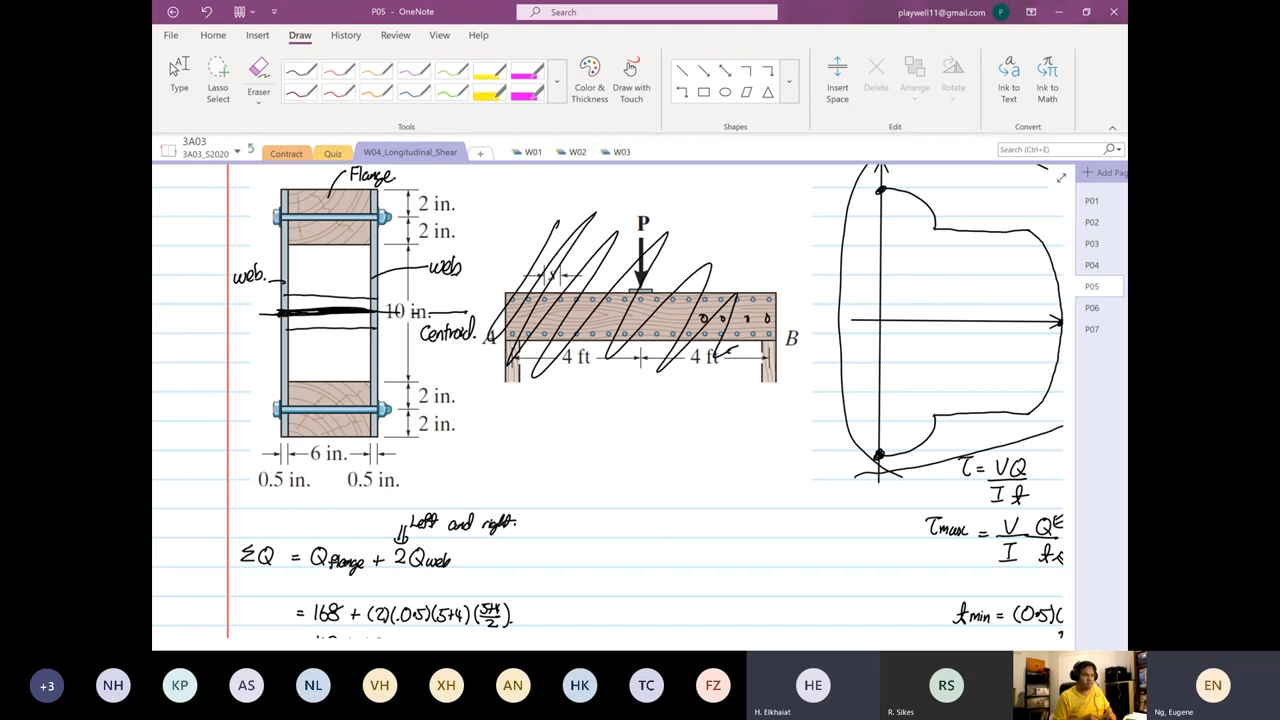 P05 - OneNote
Search
playwell11@gmail.com
P
File
Home
Insert
Draw
History
Review
View
Help
Type
Lasso Select
Eraser
Color & Thickness
Draw with Touch
Insert Space
Delete
Arrange
Rotate
Ink to Text
Ink to Math
Tools
Shapes
Edit
Convert
3A03
3A03_S2020
Contract
Quiz
W04_Longitudinal_Shear
W01
W02
W03
Search (Ctrl+E)
Add Pag
P01
P02
P03
P04
P05
P06
P07
Flange
2 in.
2 in.
web.
web
10 in.
Centroid.
2 in.
2 in.
6 in.
0.5 in.
0.5 in.
P
s
A
B
4 ft
4 ft
τ = VQ / I t
Left and right.
ΣQ = Qflange + 2Qweb
= 168 + (2)(.0.5)(5+4)(5+4/2).
τmax = V Q / I t
tmin = (0.5)(
+3
NH
KP
AS
NL
VH
XH
AN
HK
TC
FZ
HE
H. Elkhaiat
RS
R. Sikes
EN
Ng, Eugene